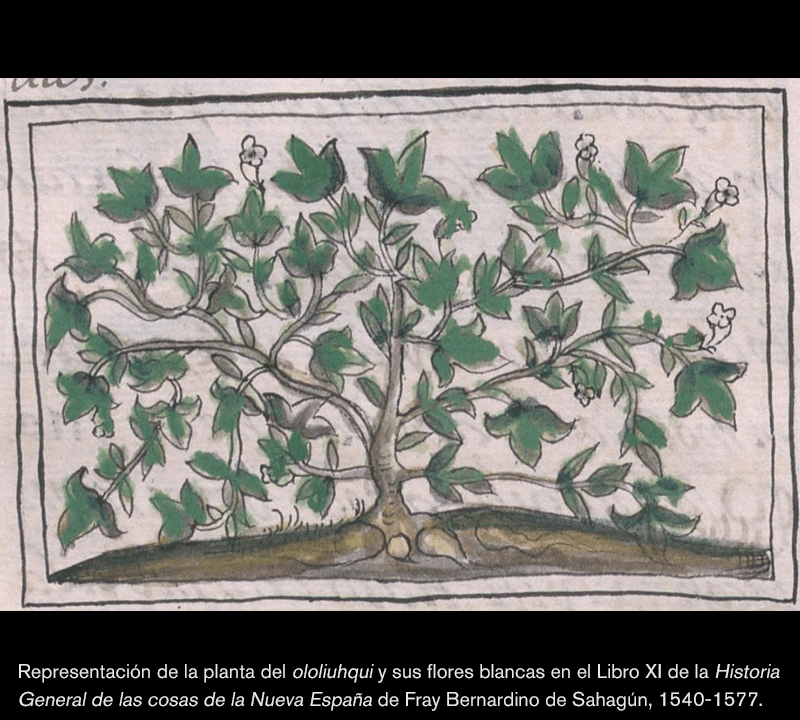 Representación de la planta del ololiuhqui y sus flores blancas en el Libro XI de la Historia
General de las cosas de la Nueva España de Fray Bernardino de Sahagún, 1540-1577.